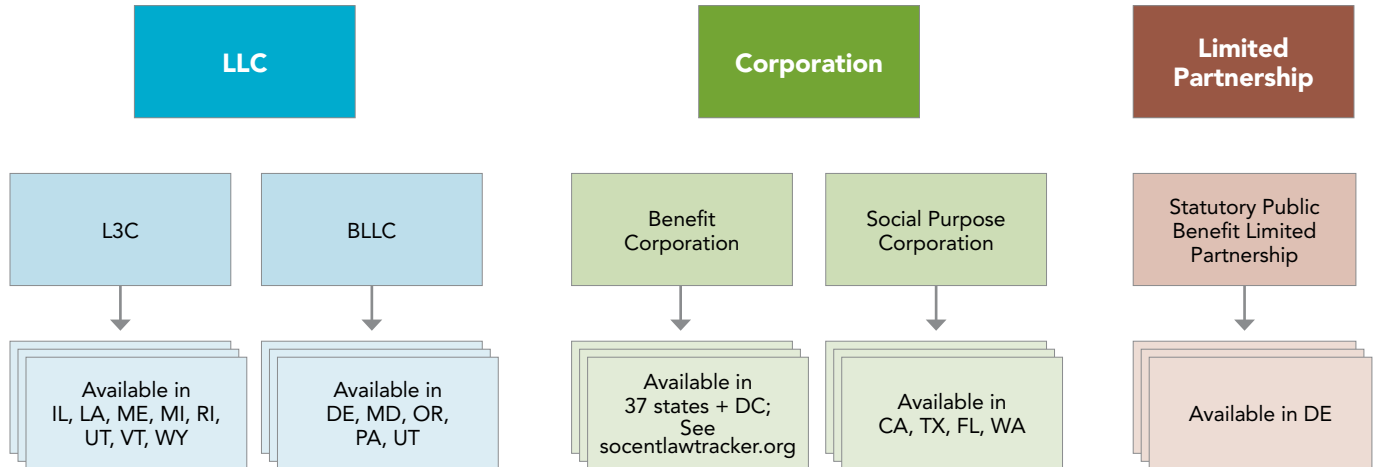 LLC
Corporation
Limited
Partnership
L3C
BLLC
Benefit
Corporation
Social Purpose
Corporation
Statutory Public
Benefit Limited
Partnership
Available in
IL, LA, ME, MI, RI,
UT, VT, WY
Available in
DE, MD, OR,
PA, UT
Available in
37 states + DC;
See
socentlawtracker.org
Available in
CA, TX, FL, WA
Available in DE